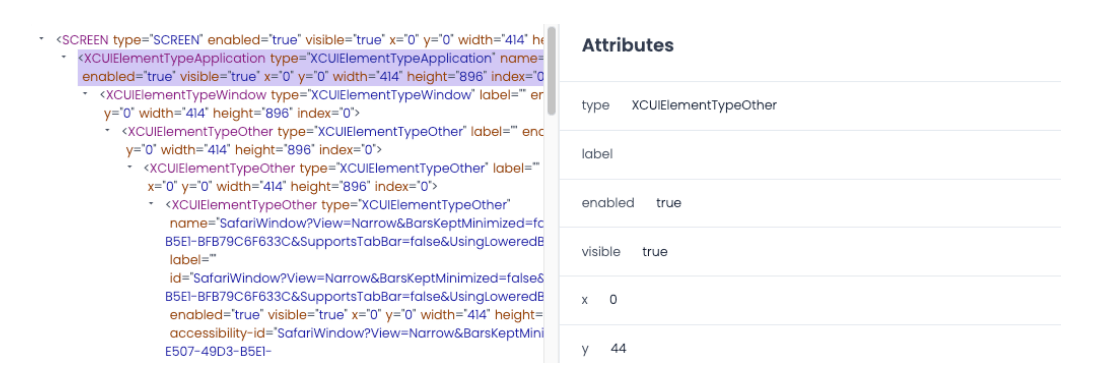 <SCREEN type="SCREEN" enabled="true" visible="true" x="0" y="0" width="414" he
<XCUIElementTypeApplication type="XCUIElementTypeApplication" name=
enabled="true" visible="true" x="0" y="0" width="414" height="896" index="0
<XCUIElementTypeWindow type="XCUIElementTypeWindow" label="" en
y="0" width="414" height="896" index="0">
<XCUIElementTypeOther type="XCUIElementTypeOther" label="" enc
y="0" width="414" height="896" index="0">
<XCUIElementTypeOther type="XCUIElementTypeOther" label=""
x="0" y="0" width="414" height="896" index="0">
<XCUIElementTypeOther type="XCUIElementTypeOther"
name="SafariWindow?View=Narrow&BarsKeptMinimized=fa
B5E1-BFB79C6F633C&SupportsTabBar=false&UsingLoweredB
label=""
id="SafariWindow?View=Narrow&BarsKeptMinimized=false&
B5E1-BFB79C6F633C&SupportsTabBar=false&UsingLoweredB
enabled="true" visible="true" x="0" y="0" width="414" height=
accessibility-id="SafariWindow?View=Narrow&BarsKeptMini
E507-49D3-B5E1-
Attributes
type XCUIElementTypeOther
label
enabled true
visible true
x 0
y 44